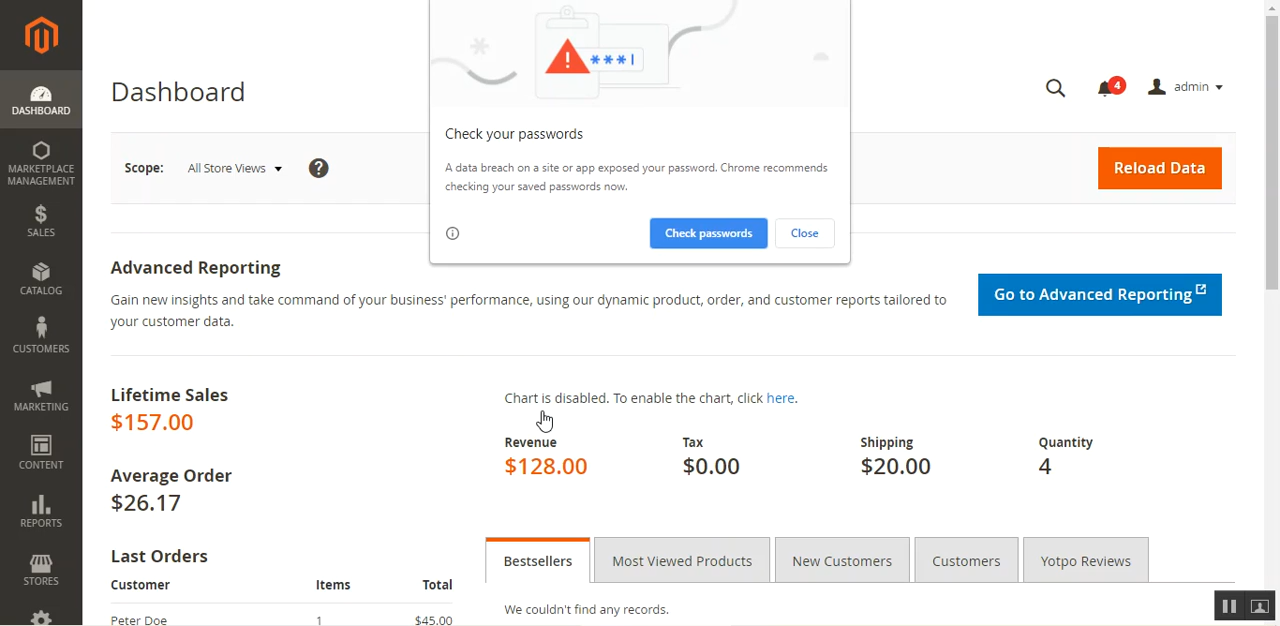 Check your passwords
A data breach on a site or app exposed your password. Chrome recommends
checking your saved passwords now.
Check passwords
Close
DASHBOARD
MARKETPLACE
MANAGEMENT
SALES
CATALOG
CUSTOMERS
MARKETING
CONTENT
REPORTS
STORES
Dashboard
4
admin
Scope:
All Store Views
?
Reload Data
Advanced Reporting
Gain new insights and take command of your business' performance, using our dynamic product, order, and customer reports tailored to
your customer data.
Go to Advanced Reporting
Lifetime Sales
$157.00
Average Order
$26.17
Chart is disabled. To enable the chart, click here.
Revenue Tax Shipping Quantity
$128.00 $0.00 $20.00 4
Last Orders
Customer Items Total
Peter Doe 1 $45.00
Bestsellers Most Viewed Products New Customers Customers Yotpo Reviews
We couldn't find any records.